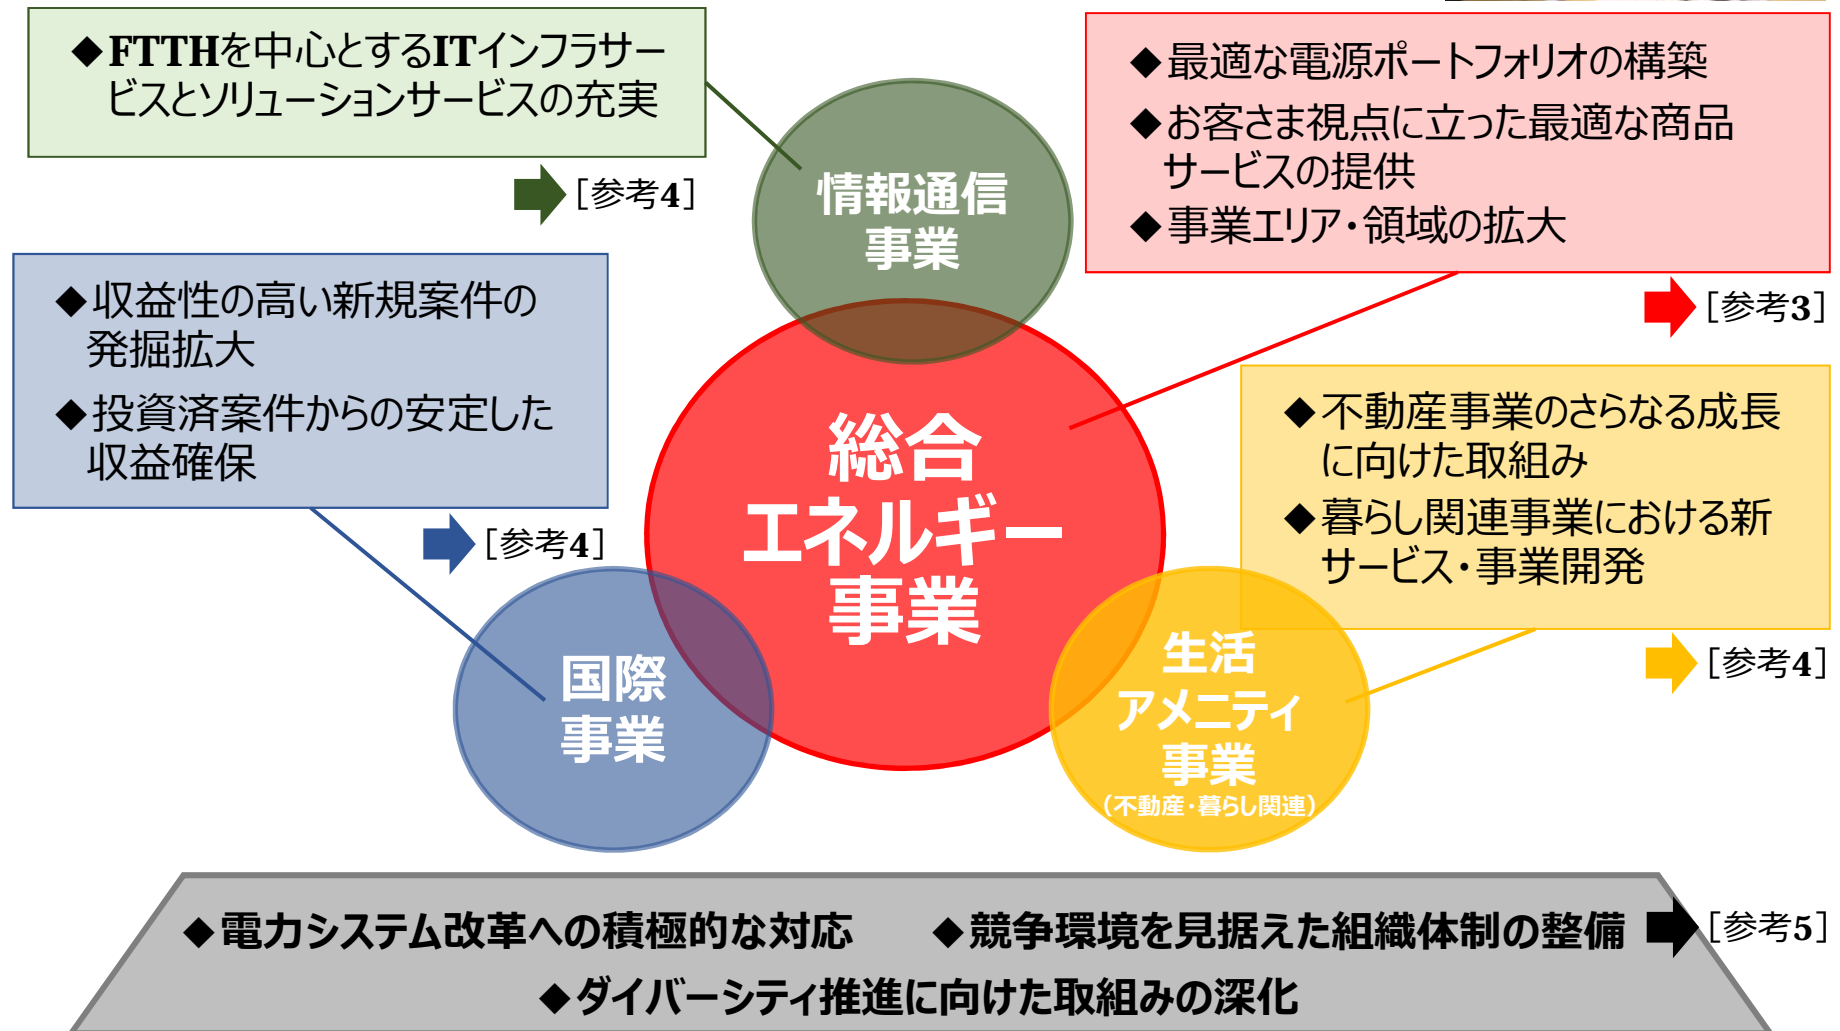 ◆FTTHを中心とするITインフラサー
ビスとソリューションサービスの充実
[参考4]
◆最適な電源ポートフォリオの構築
◆お客さま視点に立った最適な商品
サービスの提供
◆事業エリア・領域の拡大
[参考3]
情報通信
事業
◆収益性の高い新規案件の
発掘拡大
◆投資済案件からの安定した
収益確保
[参考4]
総合
エネルギー
事業
◆不動産事業のさらなる成長
に向けた取組み
◆暮らし関連事業における新
サービス・事業開発
[参考4]
国際
事業
生活
アメニティ
事業
(不動産・暮らし関連)
◆電力システム改革への積極的な対応
◆競争環境を見据えた組織体制の整備
[参考5]
◆ダイバーシティ推進に向けた取組みの深化